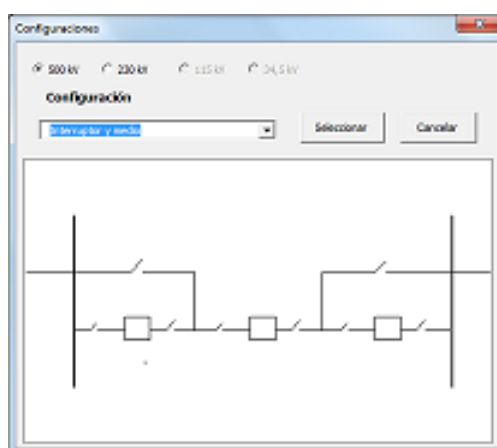 Configuraciones
500 kV 230 kV 115 kV 34,5 kV
Configuración
Interruptor y medio Seleccionar Cancelar